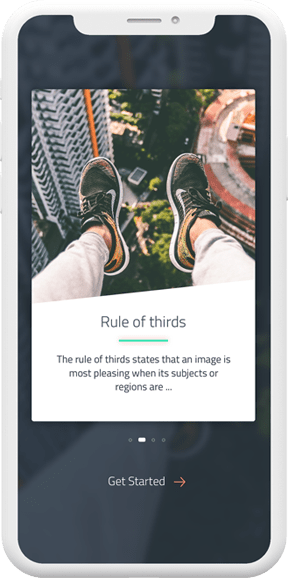 Rule of thirds
The rule of thirds states that an image is
most pleasing when its subjects or
regions are ...
Get Started